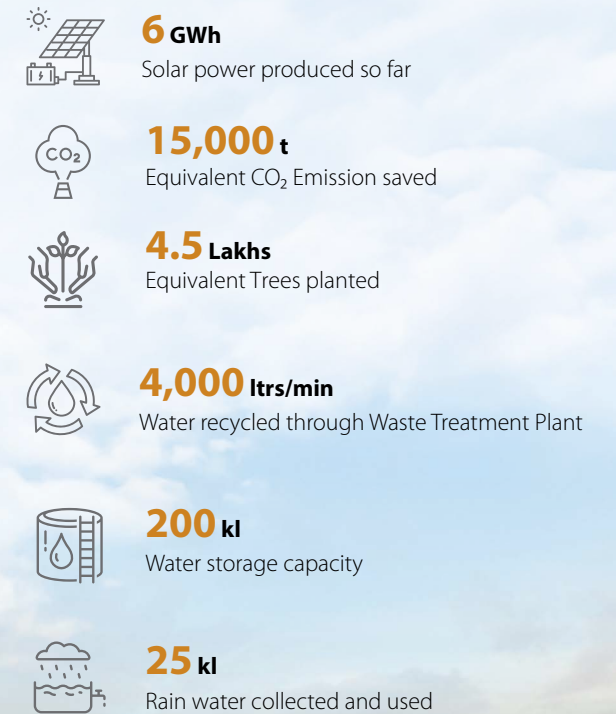 6 GWh
Solar power produced so far
CO₂
15,000 t
Equivalent CO₂ Emission saved
4.5 Lakhs
Equivalent Trees planted
4,000 ltrs/min
Water recycled through Waste Treatment Plant
200 kl
Water storage capacity
25 kl
Rain water collected and used